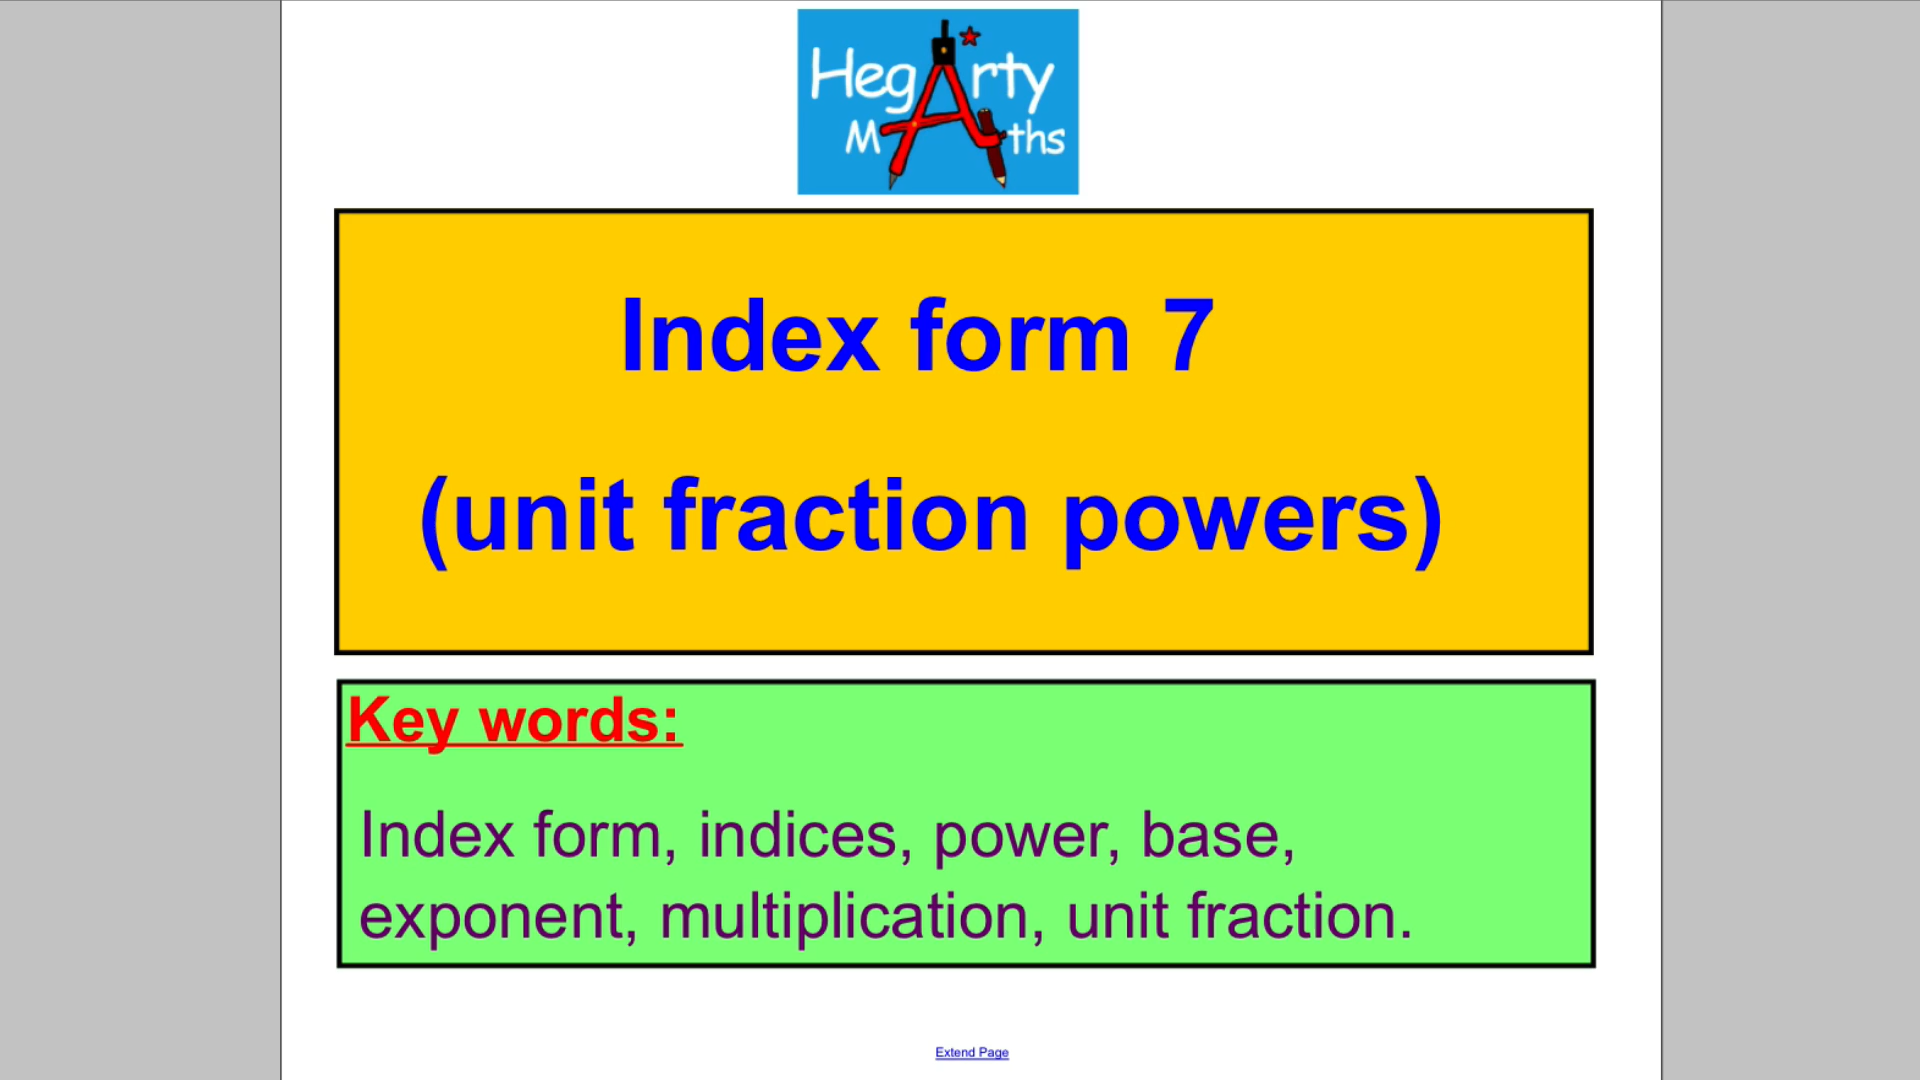 HegArty
MAths
Index form 7
(unit fraction powers)
Key words:
Index form, indices, power, base,
exponent, multiplication, unit fraction.
Extend Page